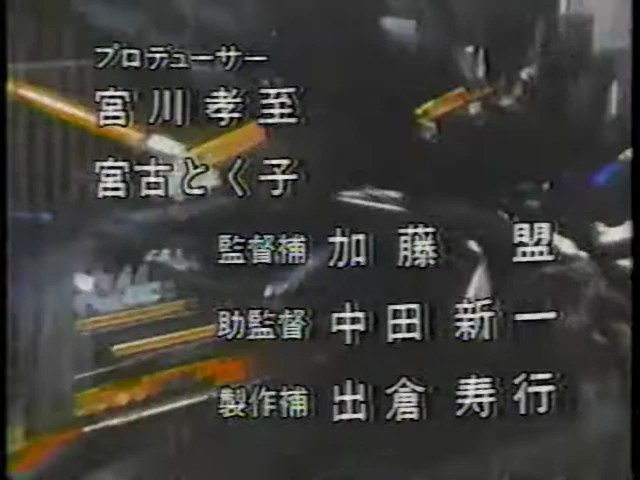 プロデューサー
宮川孝至
宮古とく子
監督補 加藤 盟
助監督 中田新一
製作補 出倉寿行